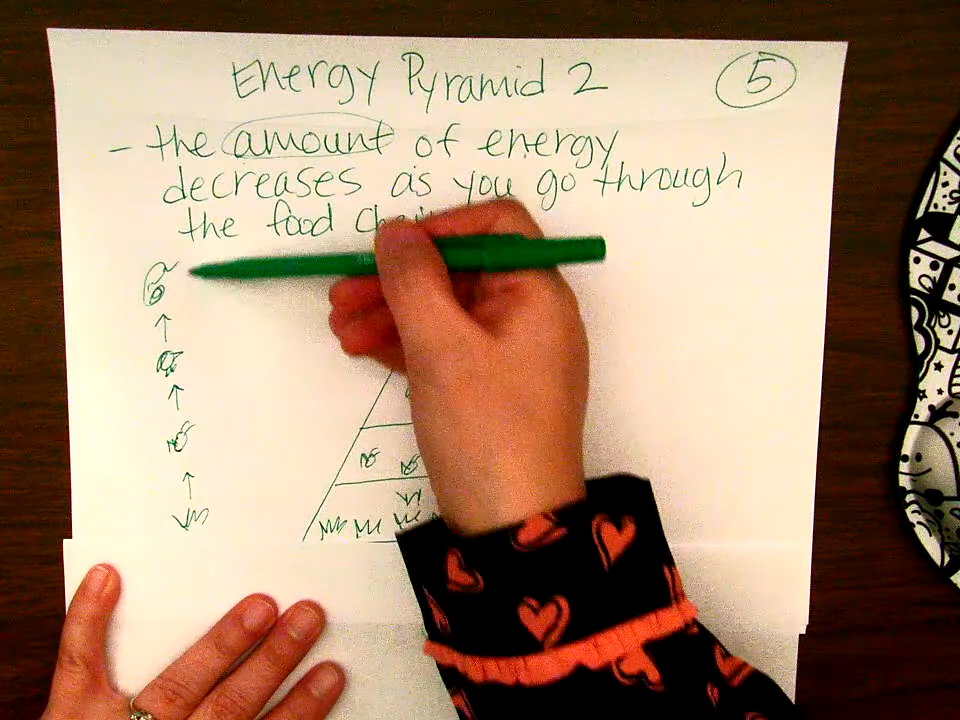 Energy Pyramid 2
5
- the amount of energy
decreases as you go through
the food